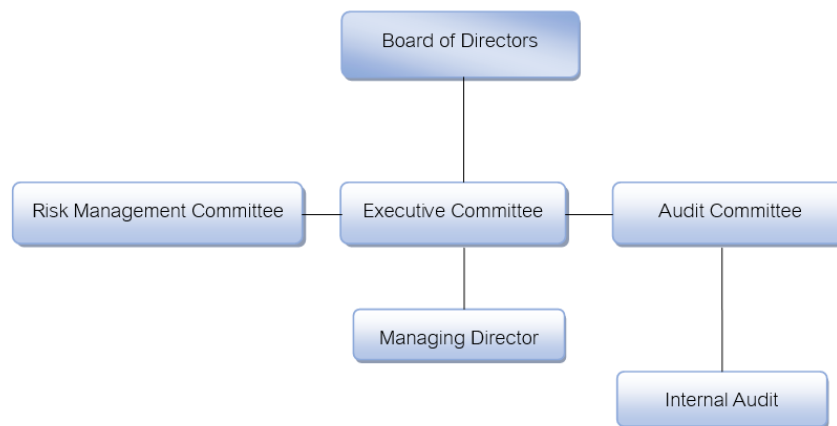 Board of Directors
Risk Management Committee
Executive Committee
Audit Committee
Managing Director
Internal Audit